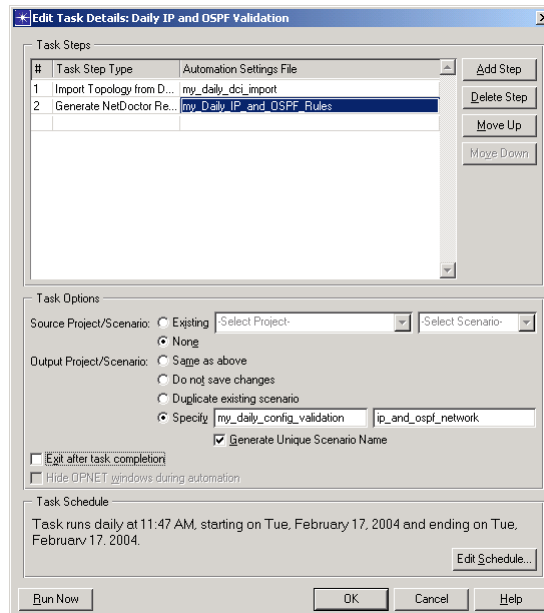 Edit Task Details: Daily IP and OSPF Validation
Task Steps
# Task Step Type Automation Settings File
1 Import Topology from D... my_daily_dci_import
2 Generate NetDoctor Re... my_Daily_IP_and_OSPF_Rules
Add Step
Delete Step
Move Up
Move Down
Task Options
Source Project/Scenario: Existing -Select Project- -Select Scenario-
None
Output Project/Scenario: Same as above
Do not save changes
Duplicate existing scenario
Specify my_daily_config_validation ip_and_ospf_network
Generate Unique Scenario Name
Exit after task completion
Hide OPNET windows during automation
Task Schedule
Task runs daily at 11:47 AM, starting on Tue, February 17, 2004 and ending on Tue,
February 17, 2004.
Edit Schedule...
Run Now OK Cancel Help